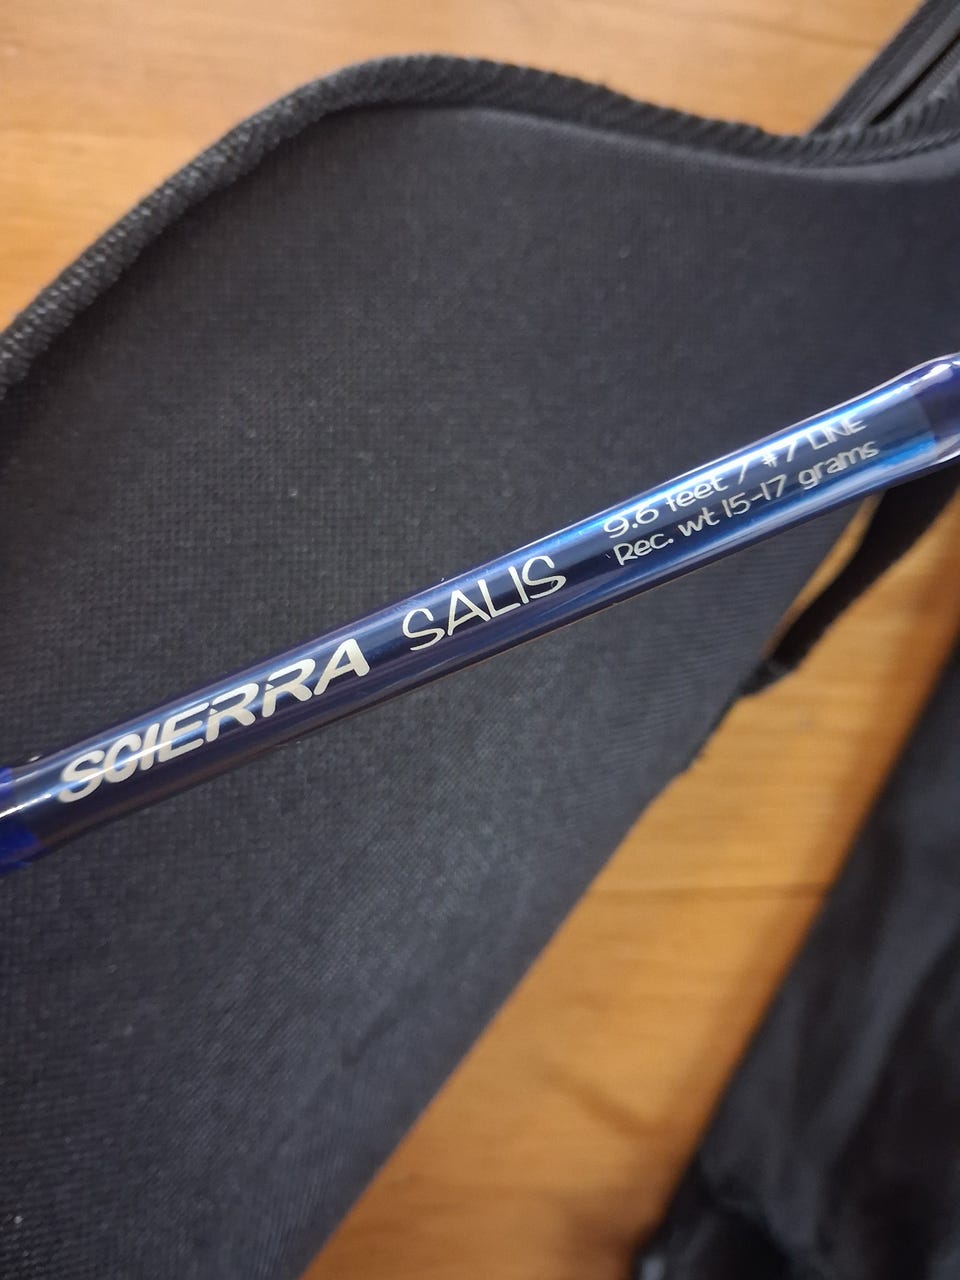 SCIERRA SALIS
9.6 feet / #7 LINE
Rec. wt 15-17 grams